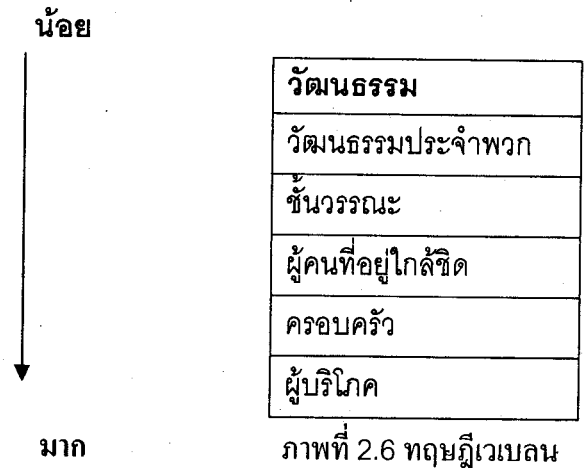 น้อย
วัฒนธรรม
วัฒนธรรมประจำพวก
ชั้นวรรณะ
ผู้คนที่อยู่ใกล้ชิด
ครอบครัว
ผู้บริโภค
มาก
ภาพที่ 2.6 ทฤษฎีเวเบลน